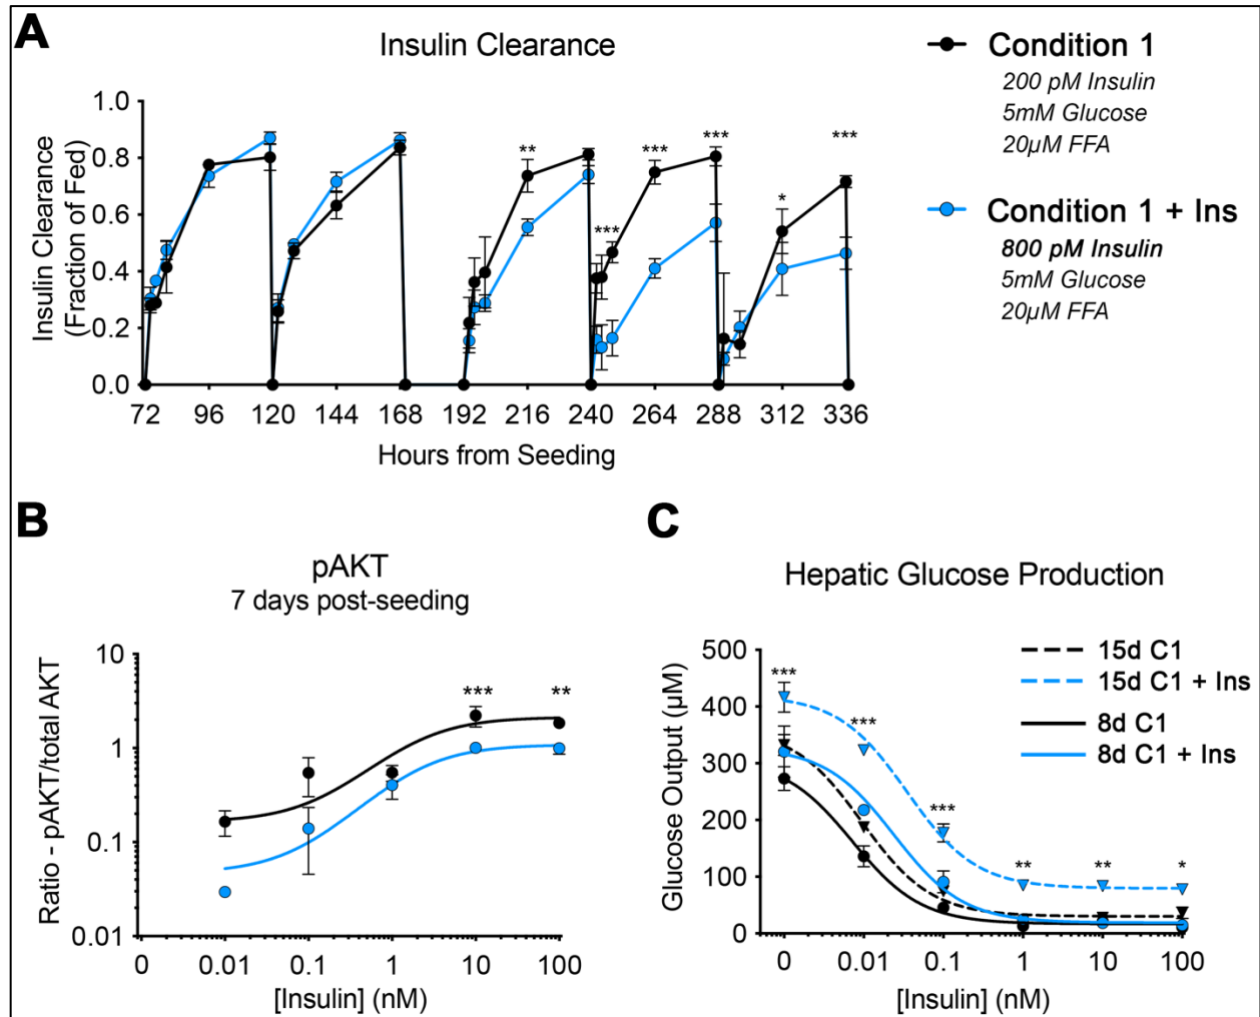 A
Insulin Clearance
Insulin Clearance
(Fraction of Fed)
1.0
0.8
0.6
0.4
0.2
0.0
** *** *** ***
***
*
72 96 120 144 168 192 216 240 264 288 312 336
Hours from Seeding
Condition 1
200 pM Insulin
5mM Glucose
20µM FFA
Condition 1 + Ins
800 pM Insulin
5mM Glucose
20µM FFA
B
pAKT
7 days post-seeding
Ratio - pAKT/total AKT
10
1
0.1
0.01
*** **
0 0.01 0.1 1 10 100
[Insulin] (nM)
C
Hepatic Glucose Production
Glucose Output (µM)
500
400
300
200
100
0
*** *** *** ** ** *
15d C1
15d C1 + Ins
8d C1
8d C1 + Ins
0 0.01 0.1 1 10 100
[Insulin] (nM)